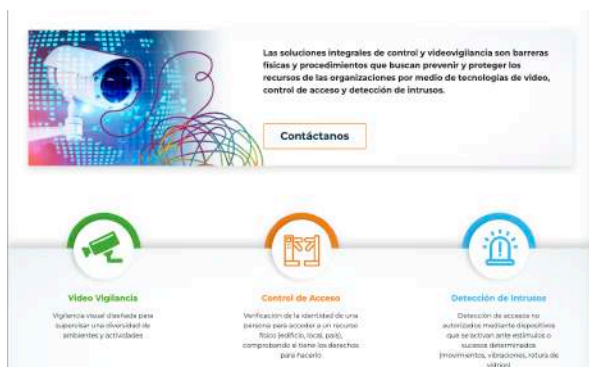 Las soluciones integrales de control y videovigilancia son barreras
físicas y procedimientos que buscan prevenir y proteger los
recursos de las organizaciones por medio de tecnologías de video,
control de acceso y detección de intrusos.
Contáctanos
Video Vigilancia
Vigilancia visual diseñada para
supervisar una diversidad de
ambientes y actividades
Control de Acceso
Verificación de la identidad de una
persona para acceder a un recurso
físico (edificio, local, país),
comprobando si tiene los derechos
para hacerlo.
Detección de Intrusos
Detección de accesos no
autorizados mediante dispositivos
que se activan ante estímulos o
sucesos determinados
(movimientos, vibraciones, rotura de
vidrios)